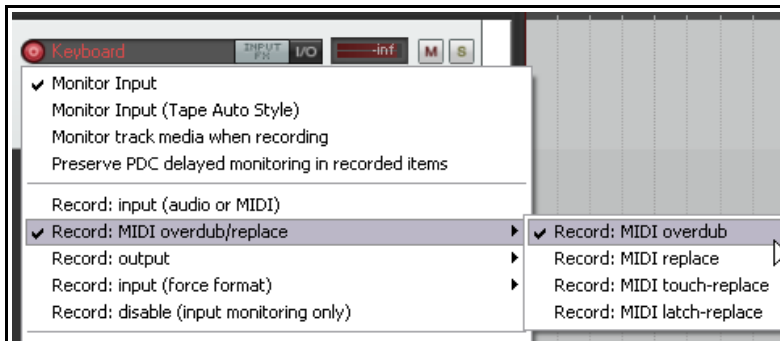 Keyboard INPUT FX I/O -inf M S
Monitor Input
Monitor Input (Tape Auto Style)
Monitor track media when recording
Preserve PDC delayed monitoring in recorded items
Record: input (audio or MIDI)
Record: MIDI overdub/replace
Record: output
Record: input (force format)
Record: disable (input monitoring only)
Record: MIDI overdub
Record: MIDI replace
Record: MIDI touch-replace
Record: MIDI latch-replace